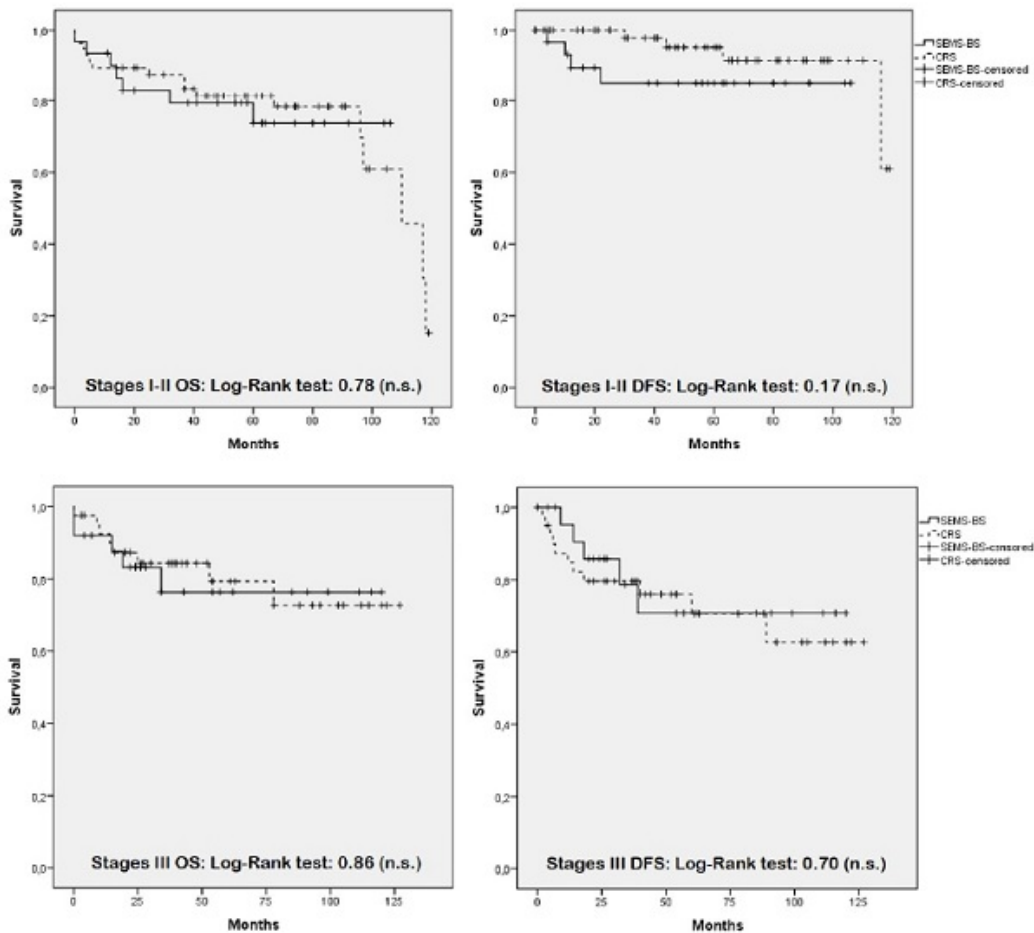 1,0
0,8
0,6
0,4
0,2
0,0
Survival
0 20 40 60 80 100 120
Months
Stages I-II OS: Log-Rank test: 0.78 (n.s.)
1,0
0,8
0,6
0,4
0,2
0,0
Survival
0 20 40 60 80 100 120
Months
Stages I-II DFS: Log-Rank test: 0.17 (n.s.)
SEMS-BS
CRS
SEMS-BS-censored
CRS-censored
1,0
0,8
0,6
0,4
0,2
0,0
Survival
0 25 50 75 100 125
Months
Stages III OS: Log-Rank test: 0.86 (n.s.)
1,0
0,8
0,6
0,4
0,2
0,0
Survival
0 25 50 75 100 125
Months
Stages III DFS: Log-Rank test: 0.70 (n.s.)
SEMS-BS
CRS
SEMS-BS-censored
CRS-censored